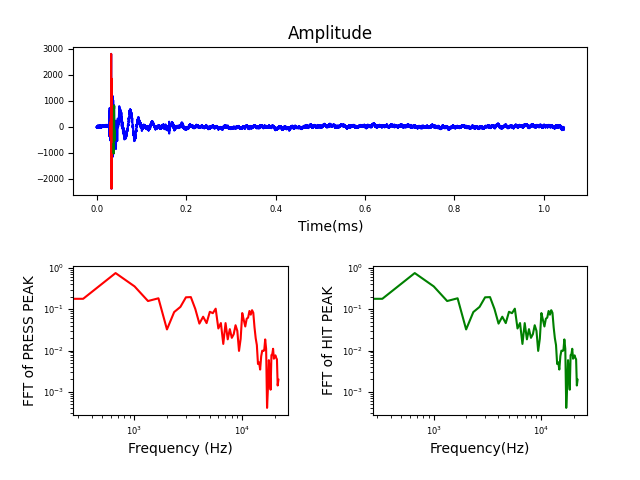 Amplitude
3000
2000
1000
0
−1000
−2000
0.0 0.2 0.4 0.6 0.8 1.0
Time(ms)
FFT of PRESS PEAK
10⁰
10⁻¹
10⁻²
10⁻³
10³ 10⁴
Frequency (Hz)
FFT of HIT PEAK
10⁰
10⁻¹
10⁻²
10⁻³
10³ 10⁴
Frequency(Hz)